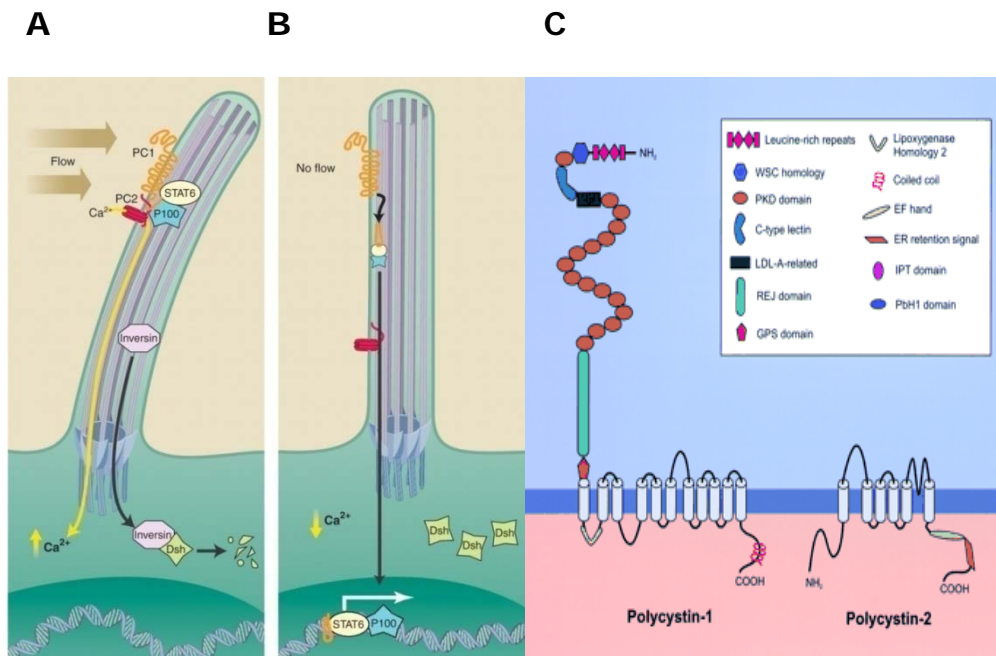 A
B
C
Flow
PC1
STAT6
PC2
Ca²⁺
P100
Inversin
Ca²⁺
Inversin
Dsh
No flow
Ca²⁺
Dsh
Dsh
Dsh
STAT6
P100
NH₂
Leucine-rich repeats
WSC homology
PKD domain
C-type lectin
LDL-A-related
REJ domain
GPS domain
Lipoxygenase
Homology 2
Coiled coil
EF hand
ER retention signal
IPT domain
PbH1 domain
COOH
Polycystin-1
NH₂
COOH
Polycystin-2